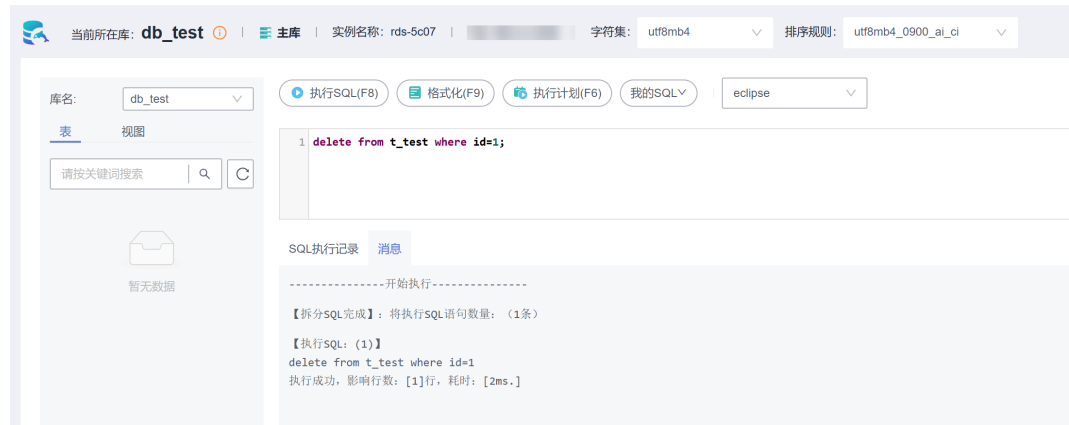 当前所在库: db_test 主库 实例名称: rds-5c07 字符集: utf8mb4 排序规则: utf8mb4_0900_ai_ci
库名: db_test
表 视图
请按关键词搜索
暂无数据
执行SQL(F8) 格式化(F9) 执行计划(F6) 我的SQL eclipse
1 delete from t_test where id=1;
SQL执行记录 消息
---------------开始执行---------------
【拆分SQL完成】: 将执行SQL语句数量: （1条）
【执行SQL: (1)】
delete from t_test where id=1
执行成功, 影响行数: [1]行, 耗时: [2ms.]